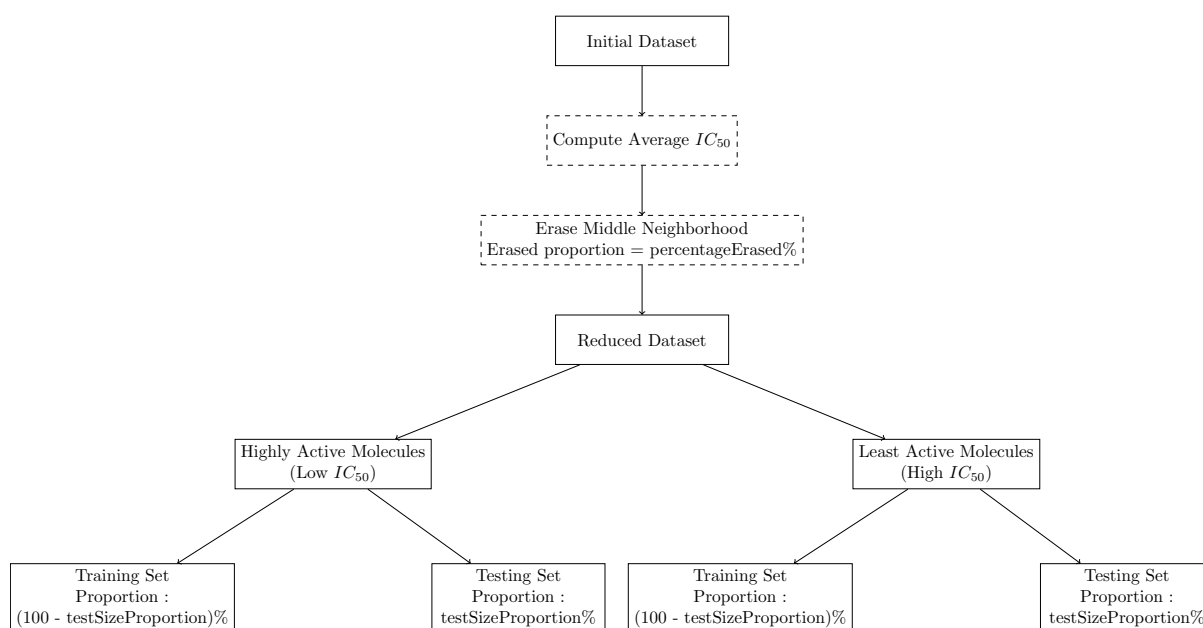 Initial Dataset
Compute Average IC₅₀
Erase Middle Neighborhood
Erased proportion = percentageErased%
Reduced Dataset
Highly Active Molecules
(Low IC₅₀)
Least Active Molecules
(High IC₅₀)
Training Set
Proportion :
(100 - testSizeProportion)%
Testing Set
Proportion :
testSizeProportion%
Training Set
Proportion :
(100 - testSizeProportion)%
Testing Set
Proportion :
testSizeProportion%